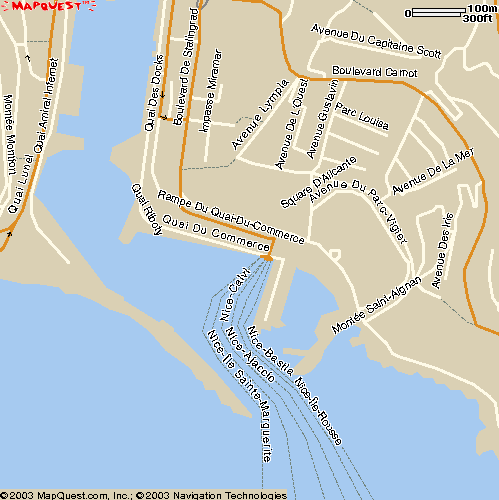 MAPQUEST
0 100m
300ft
Avenue Du Capitaine Scott
Boulevard Carnot
Quai Des Docks
Boulevard De Stalingrad
Impasse Miramar
Avenue Lympia
Avenue De L'Ouest
Avenue Gustavin
Parc Louisa
Montée Montfort
Quai Lunel
Quai Amiral Infernet
Square D'Alicante
Avenue Du Parc-Vigier
Avenue De La Mer
Avenue Des Iris
Quai Riboty
Rampe Du Quai-Du-Commerce
Quai Du Commerce
Montée Saint-Aignan
Nice-Calvi
Nice-Ajaccio
Nice-Bastia
Nice-Île-Rousse
Nice-Île Sainte-Marguerite
©2003 MapQuest.com, Inc.; ©2003 Navigation Technologies